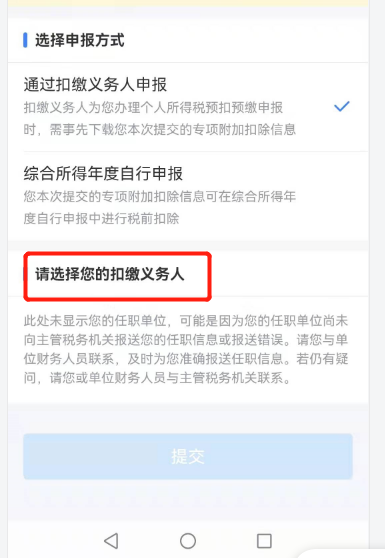 选择申报方式
通过扣缴义务人申报
扣缴义务人为您办理个人所得税预扣预缴申报
时，需事先下载您本次提交的专项附加扣除信息
综合所得年度自行申报
您本次提交的专项附加扣除信息可在综合所得年
度自行申报中进行税前扣除
请选择您的扣缴义务人
此处未显示您的任职单位，可能是因为您的任职单位尚未
向主管税务机关报送您的任职信息或报送错误。请您与单
位财务人员联系，及时为您准确报送任职信息。若仍有疑
问，请您或单位财务人员与主管税务机关联系。
提交